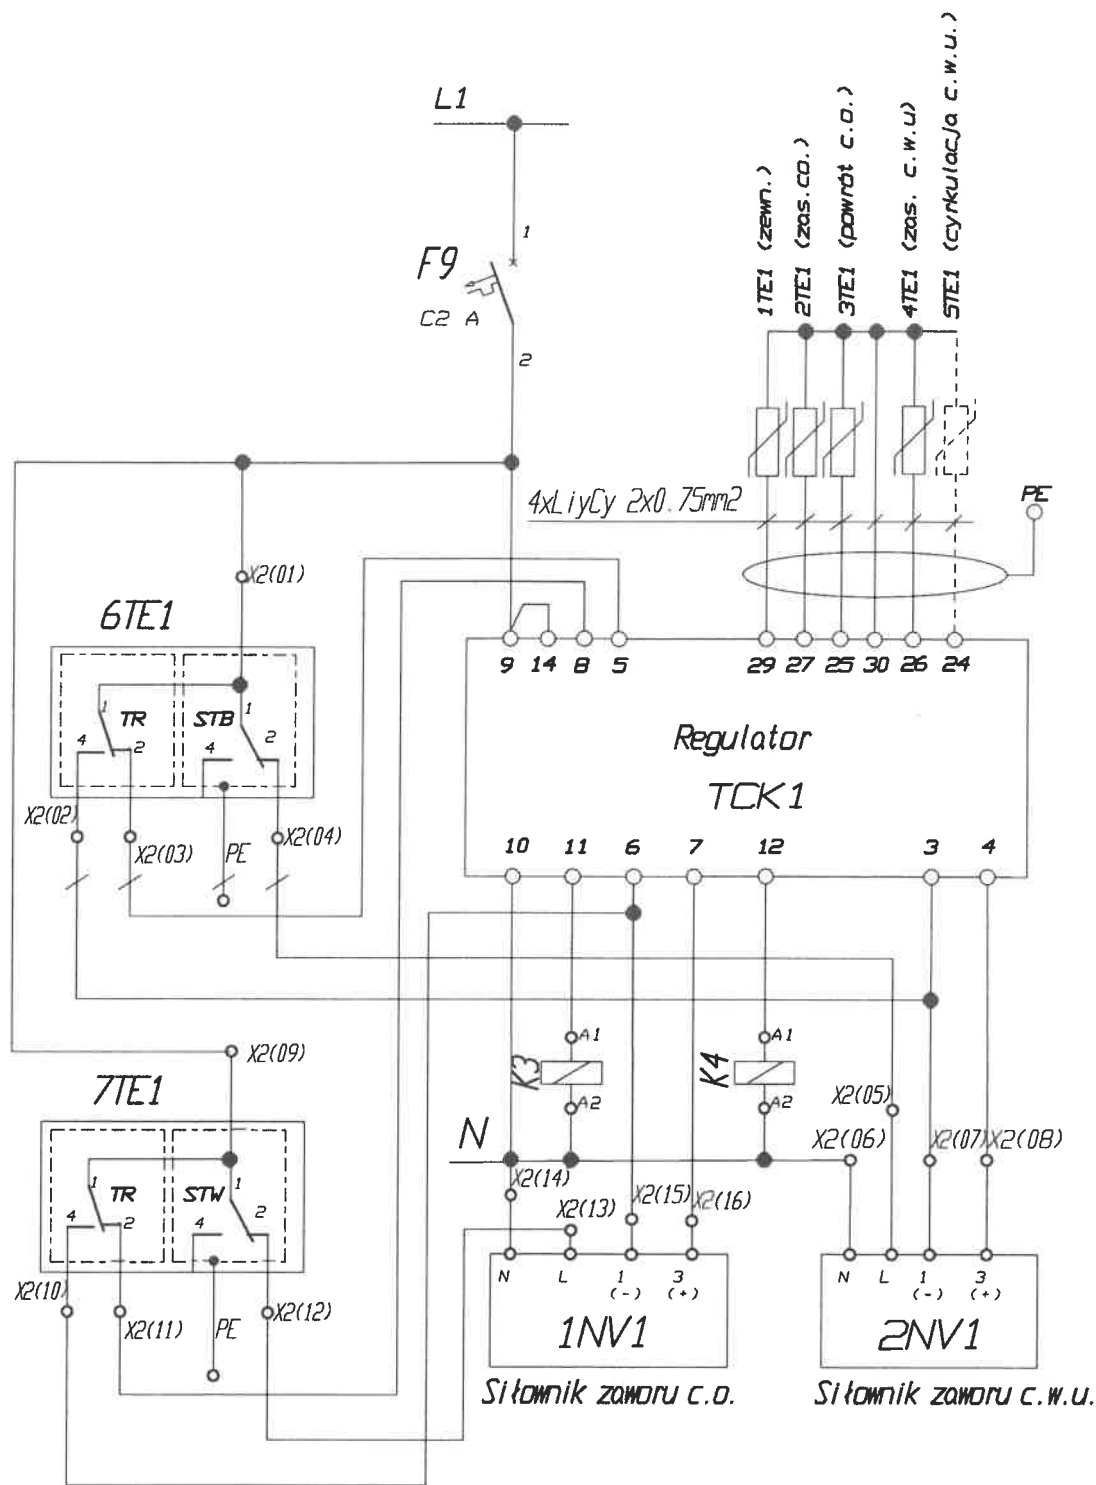 L1
1
F9
C2 A
2
1TE1 (zewn.)
2TE1 (zas.co.)
3TE1 (powrót c.o.)
4TE1 (zas. c.w.u)
5TE1 (cyrkulacja c.w.u.)
4xLiyCy 2x0.75mm2
PE
X2(01)
6TE1
9 14 8 5 29 27 25 30 26 24
1 TR STB 1
4 2 4 2
Regulator
TCK1
X2(02) X2(03) PE X2(04)
10 11 6 7 12 3 4
X2(09)
7TE1
K3 A1 A2
K4 A1 A2
X2(05)
N
X2(06) X2(07) X2(08)
X2(14) X2(13) X2(15) X2(16)
1 TR STW 1
4 2 4 2
X2(10) X2(11) PE X2(12)
N L 1 3
(-) (+)
1NV1
Siłownik zaworu c.o.
N L 1 3
(-) (+)
2NV1
Siłownik zaworu c.w.u.